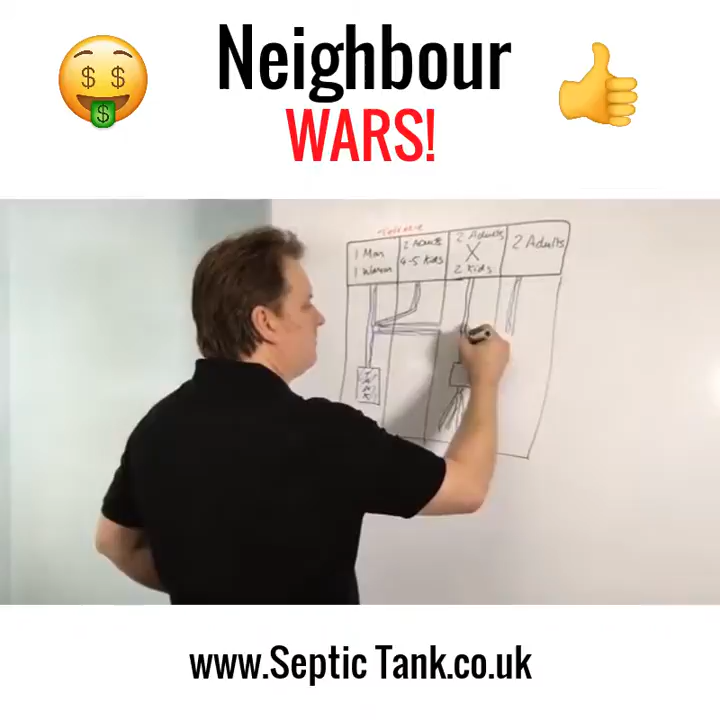 Neighbour
WARS!
Terrace
1 Man
1 Woman
2 Adults
4-5 Kids
2 Adults
X
2 Kids
2 Adults
www.Septic Tank.co.uk